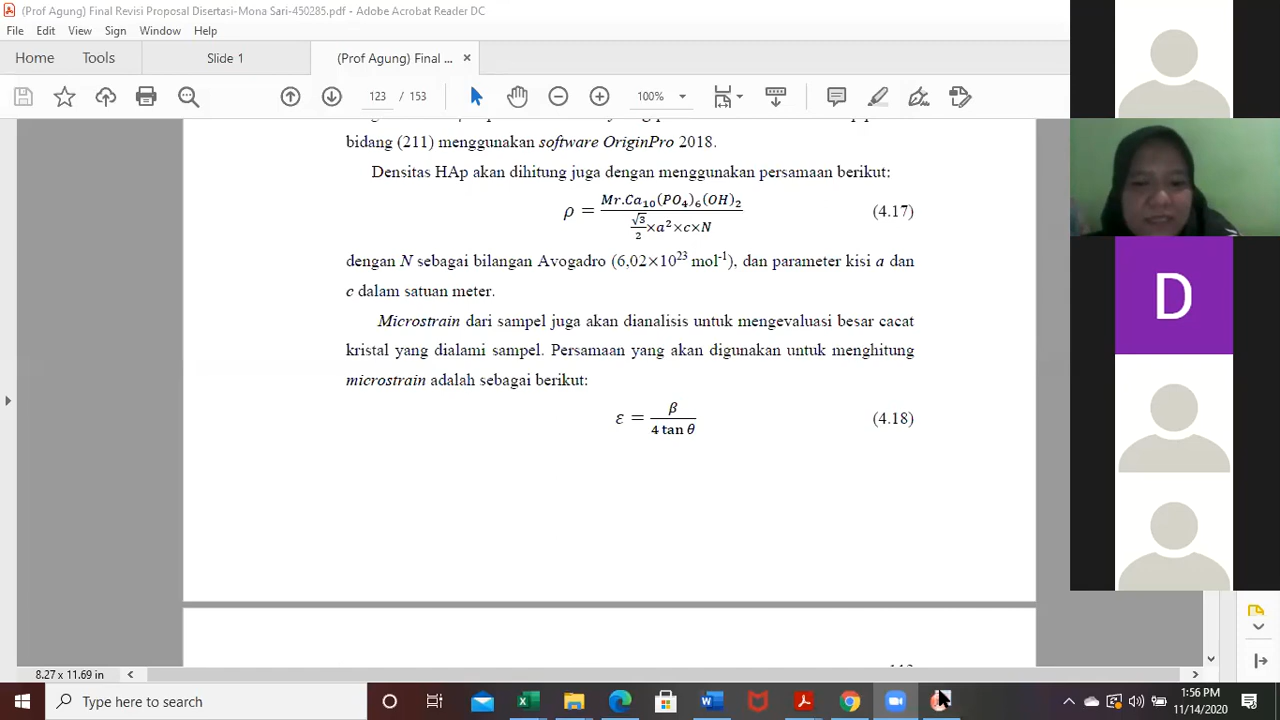 (Prof Agung) Final Revisi Proposal Disertasi-Mona Sari-450285.pdf - Adobe Acrobat Reader DC
File Edit View Sign Window Help
Home Tools Slide 1 (Prof Agung) Final ... ×
123 / 153 100%
bidang (211) menggunakan software OriginPro 2018.
Densitas HAp akan dihitung juga dengan menggunakan persamaan berikut:
ρ = Mr.Ca₁₀(PO₄)₆(OH)₂ / (√3/2 ×a²×c×N) (4.17)
dengan N sebagai bilangan Avogadro (6,02×10²³ mol⁻¹), dan parameter kisi a dan
c dalam satuan meter.
Microstrain dari sampel juga akan dianalisis untuk mengevaluasi besar cacat
kristal yang dialami sampel. Persamaan yang akan digunakan untuk menghitung
microstrain adalah sebagai berikut:
ε = β / 4 tan θ (4.18)
D
8.27 x 11.69 in
Type here to search
1:56 PM
11/14/2020